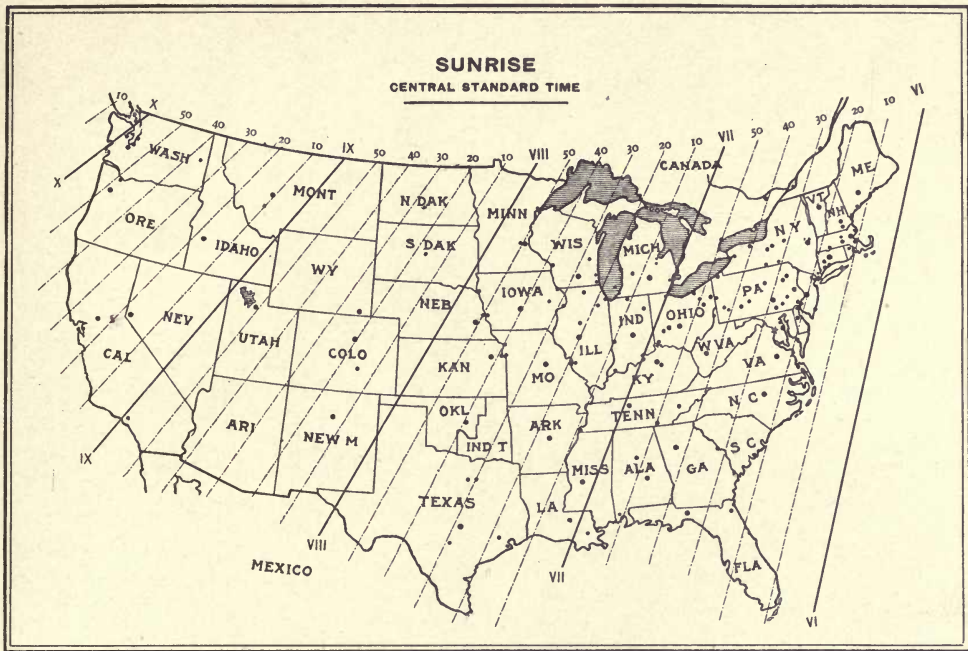 SUNRISE
CENTRAL STANDARD TIME
10 X 50 40 30 20 10 IX 50 40 30 20 10 VIII 50 40 30 20 10 VII 50 40 30 20 10 VI
CANADA
X
WASH
MONT
N DAK
MINN
ME
VT
NH
ORE
IDAHO
S DAK
WIS
MICH
N Y
WY
NEB
IOWA
PA
NEV
UTAH
COLO
KAN
ILL
IND
OHIO
W VA
VA
CAL
MO
KY
ARI
NEW M
OKL
IND T
ARK
TENN
N C
S C
IX
TEXAS
LA
MISS
ALA
GA
MEXICO
VIII
VII
FLA
VI